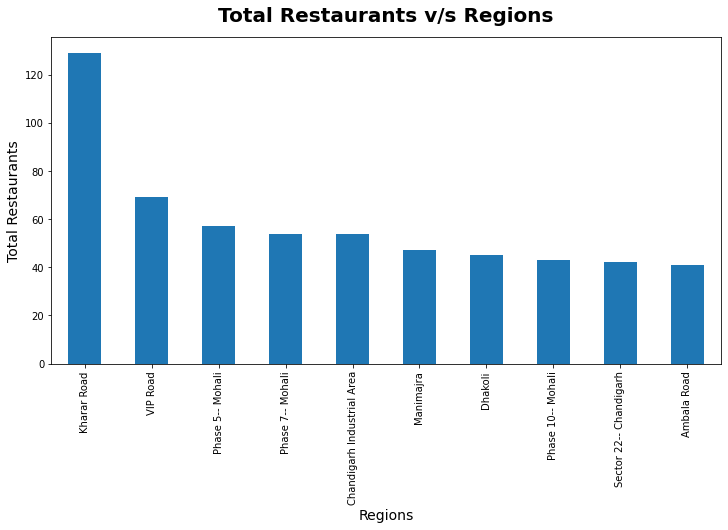 Total Restaurants v/s Regions
Total Restaurants
120
100
80
60
40
20
0
Kharar Road
VIP Road
Phase 5-- Mohali
Phase 7-- Mohali
Chandigarh Industrial Area
Manimajra
Dhakoli
Phase 10-- Mohali
Sector 22-- Chandigarh
Ambala Road
Regions